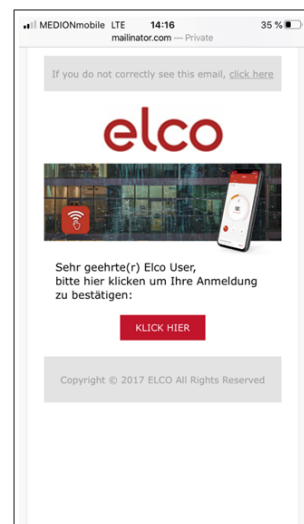 MEDIONmobile LTE 14:16 35 %
mailinator.com — Private
If you do not correctly see this email, click here
elco
Sehr geehrte(r) Elco User,
bitte hier klicken um Ihre Anmeldung
zu bestätigen:
KLICK HIER
Copyright © 2017 ELCO All Rights Reserved